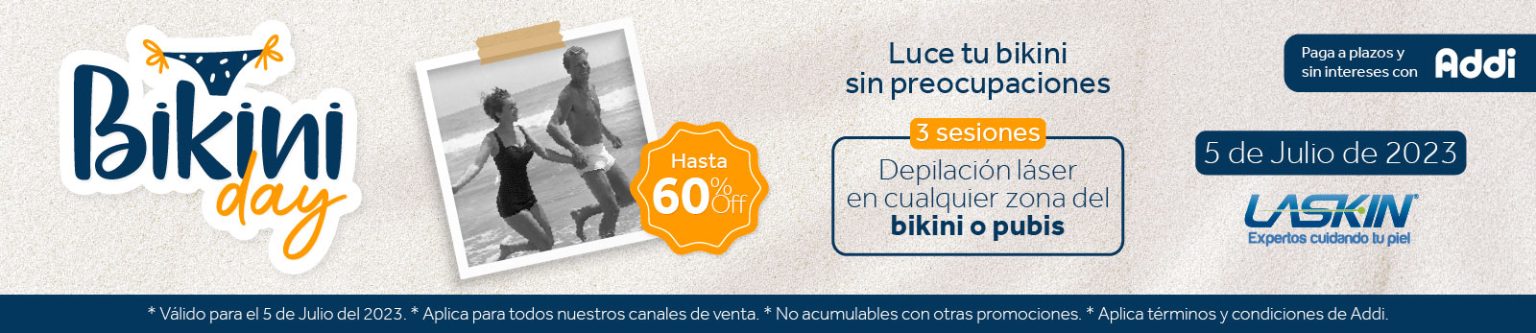 Bikini
day
Hasta
60% Off
Luce tu bikini
sin preocupaciones
3 sesiones
Depilación láser
en cualquier zona del
bikini o pubis
Paga a plazos y
sin intereses con
Addi
5 de Julio de 2023
LASKIN®
Expertos cuidando tu piel
* Válido para el 5 de Julio del 2023. * Aplica para todos nuestros canales de venta. * No acumulables con otras promociones. * Aplica términos y condiciones de Addi.